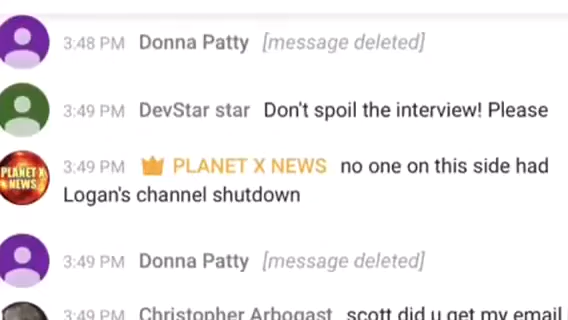 3:48 PM Donna Patty [message deleted]
3:49 PM DevStar star Don't spoil the interview! Please
PLANET X NEWS
3:49 PM PLANET X NEWS no one on this side had
Logan's channel shutdown
3:49 PM Donna Patty [message deleted]
3:49 PM Christopher Arbogast scott did u get my email